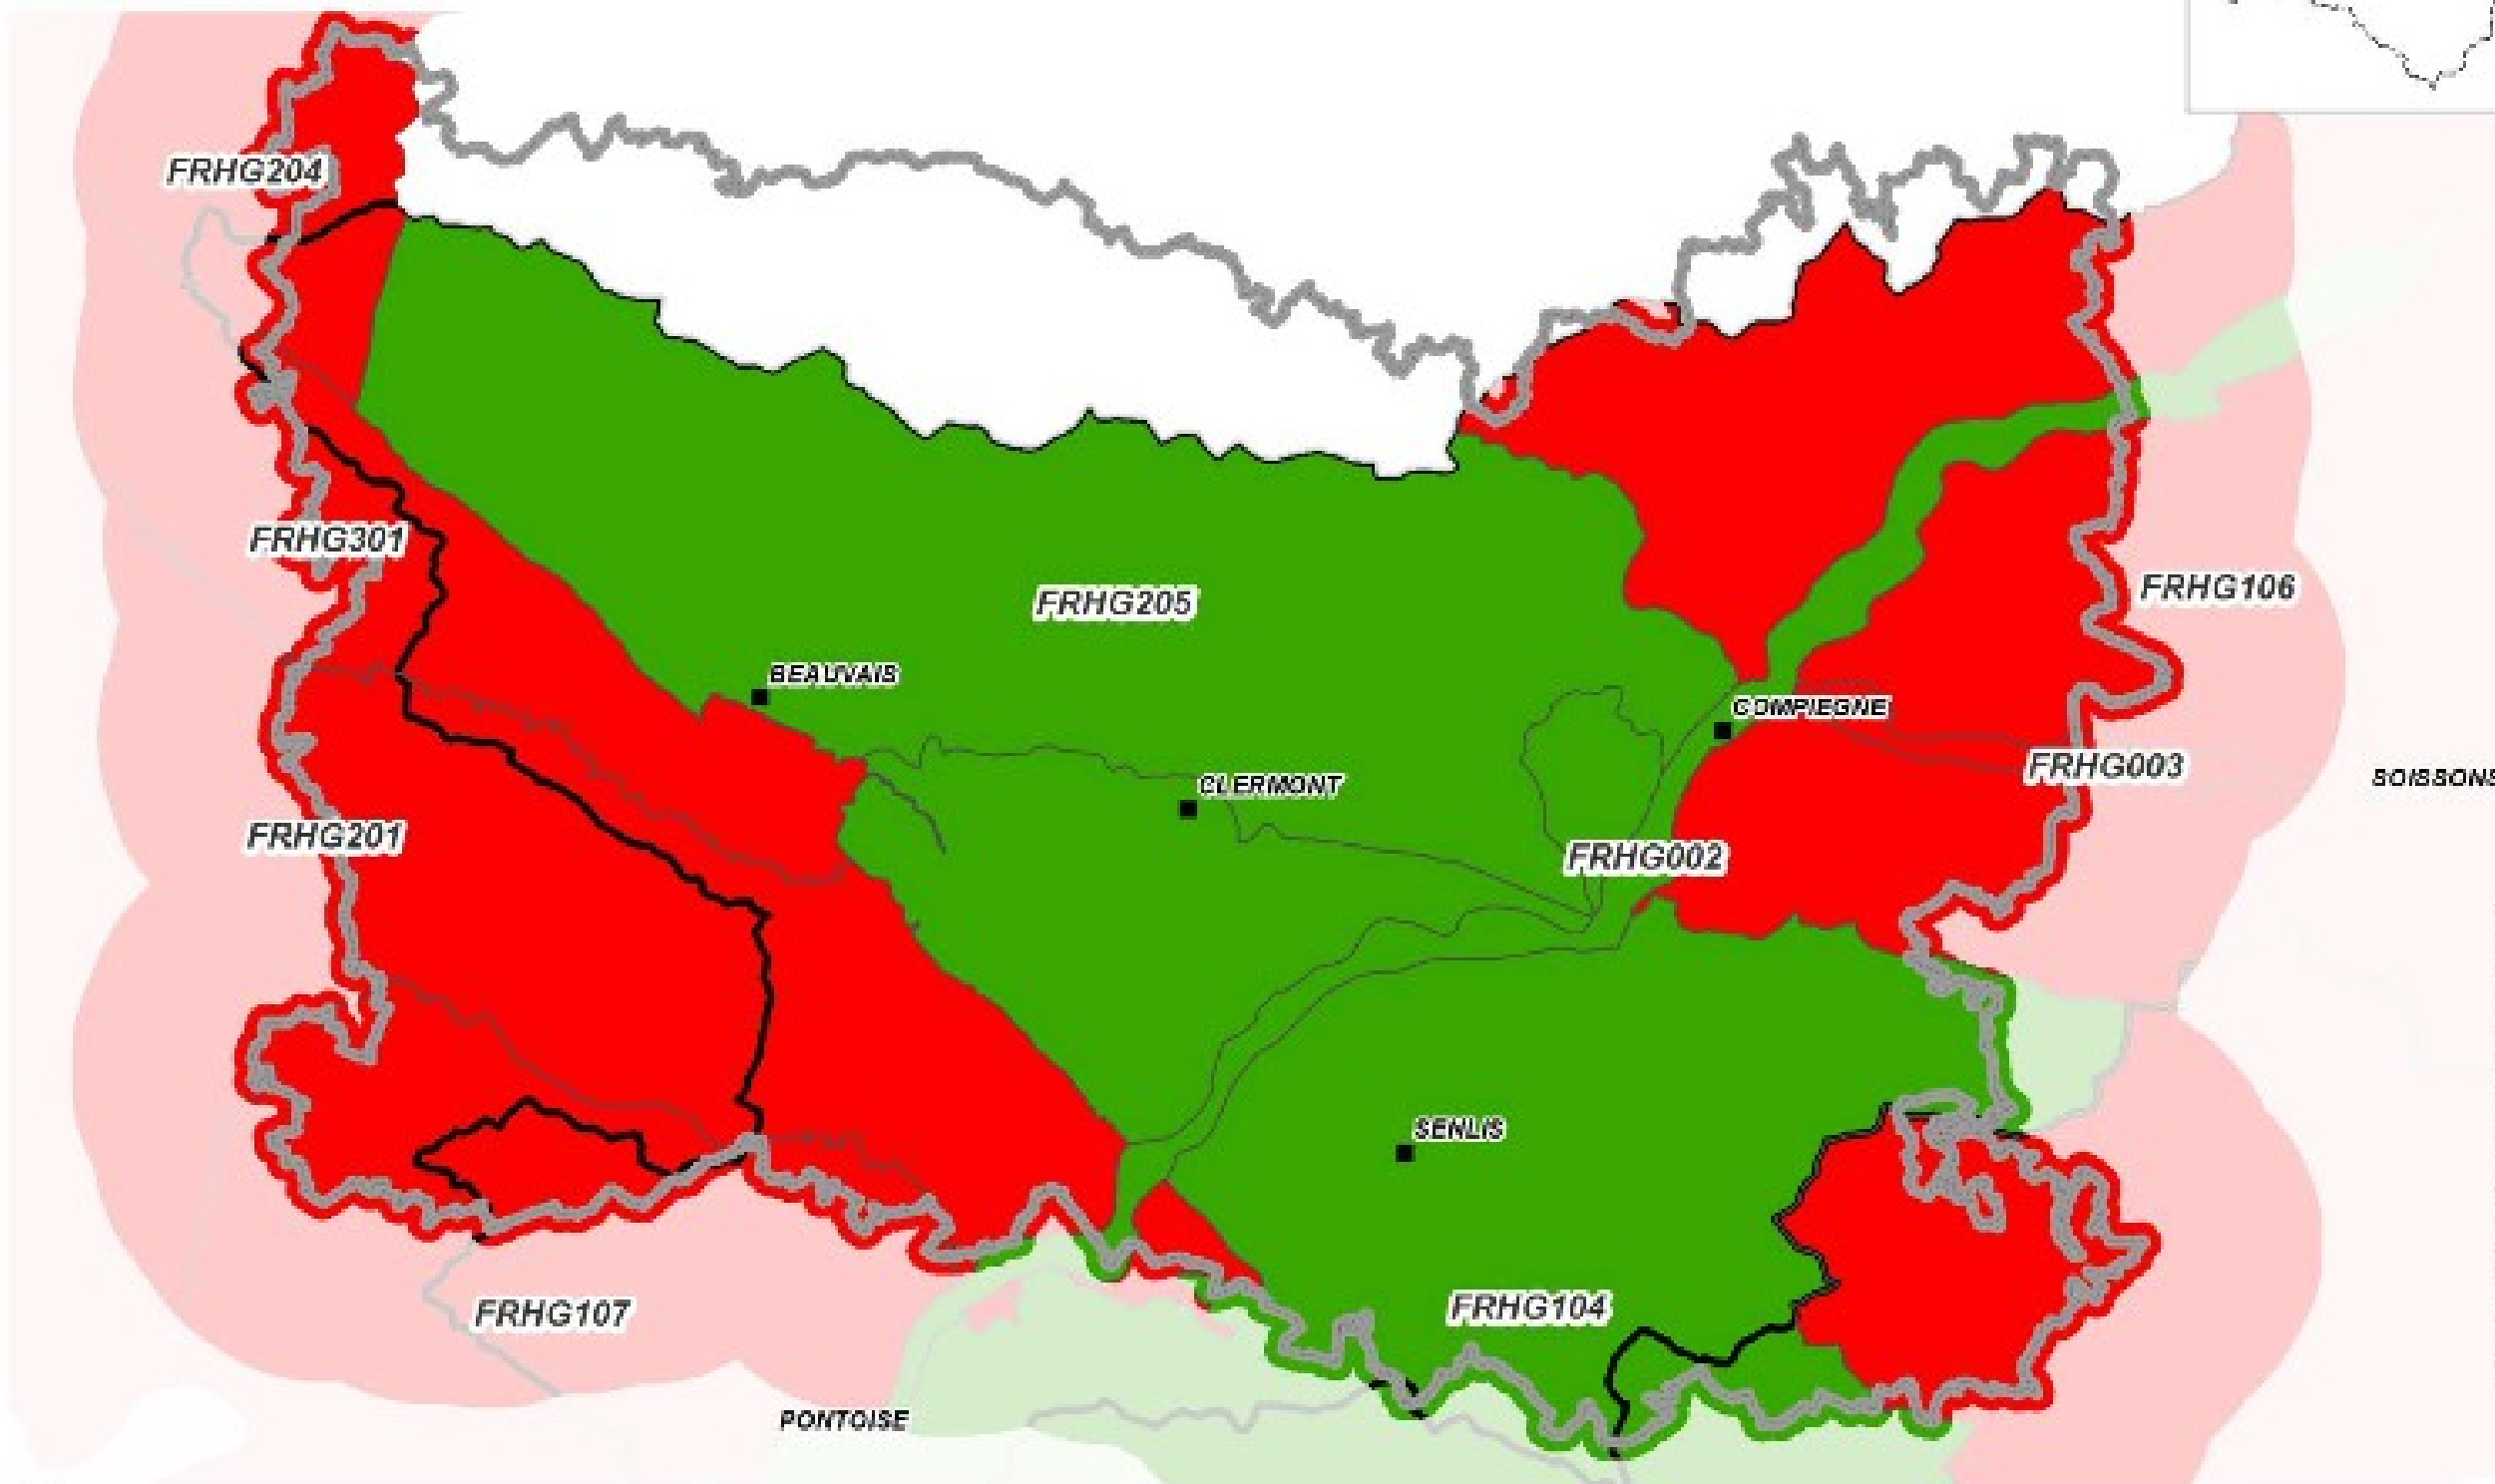 FRHG204
FRHG301
FRHG205
FRHG106
BEAUVAIS
COMPIEGNE
FRHG003
CLERMONT
SOISSONS
FRHG201
FRHG002
SENLIS
FRHG104
FRHG107
PONTOISE